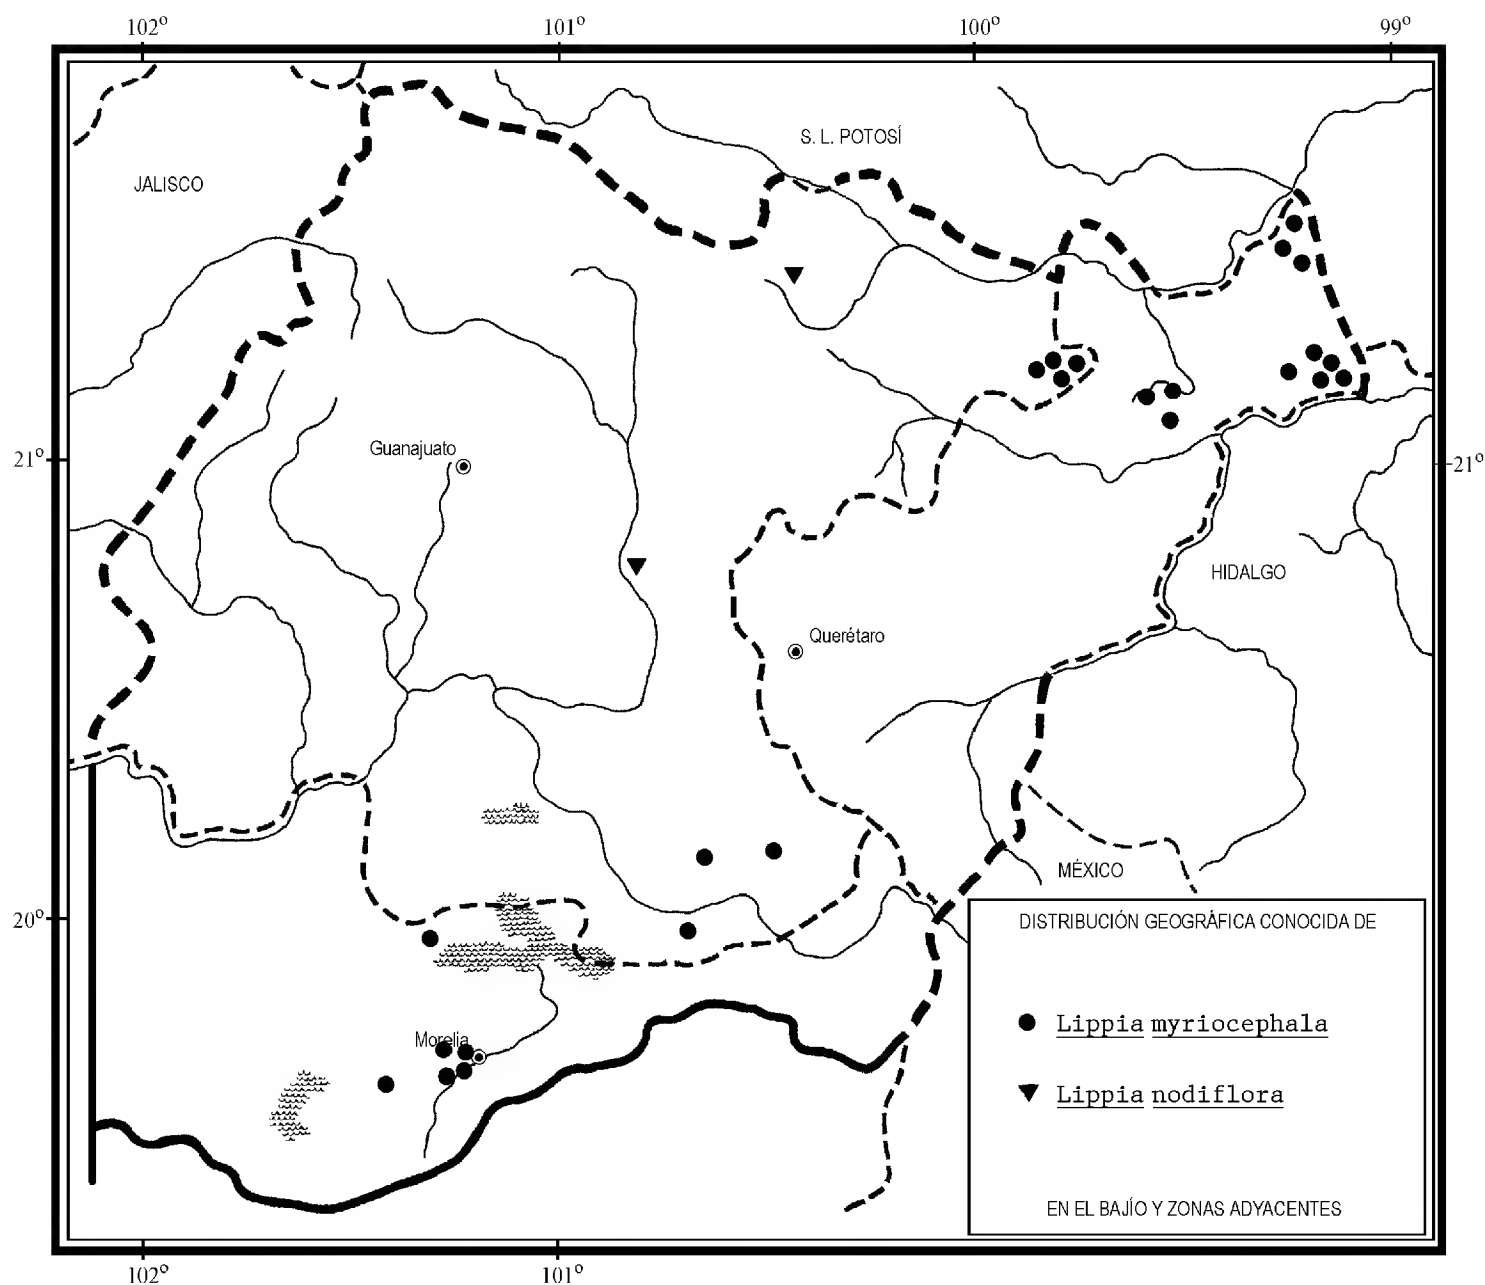 102° 101° 100° 99°
S. L. POTOSÍ
JALISCO
Guanajuato
21° 21°
HIDALGO
Querétaro
MÉXICO
20°
DISTRIBUCIÓN GEOGRÁFICA CONOCIDA DE
Lippia myriocephala
Morelia
Lippia nodiflora
EN EL BAJÍO Y ZONAS ADYACENTES
102° 101°